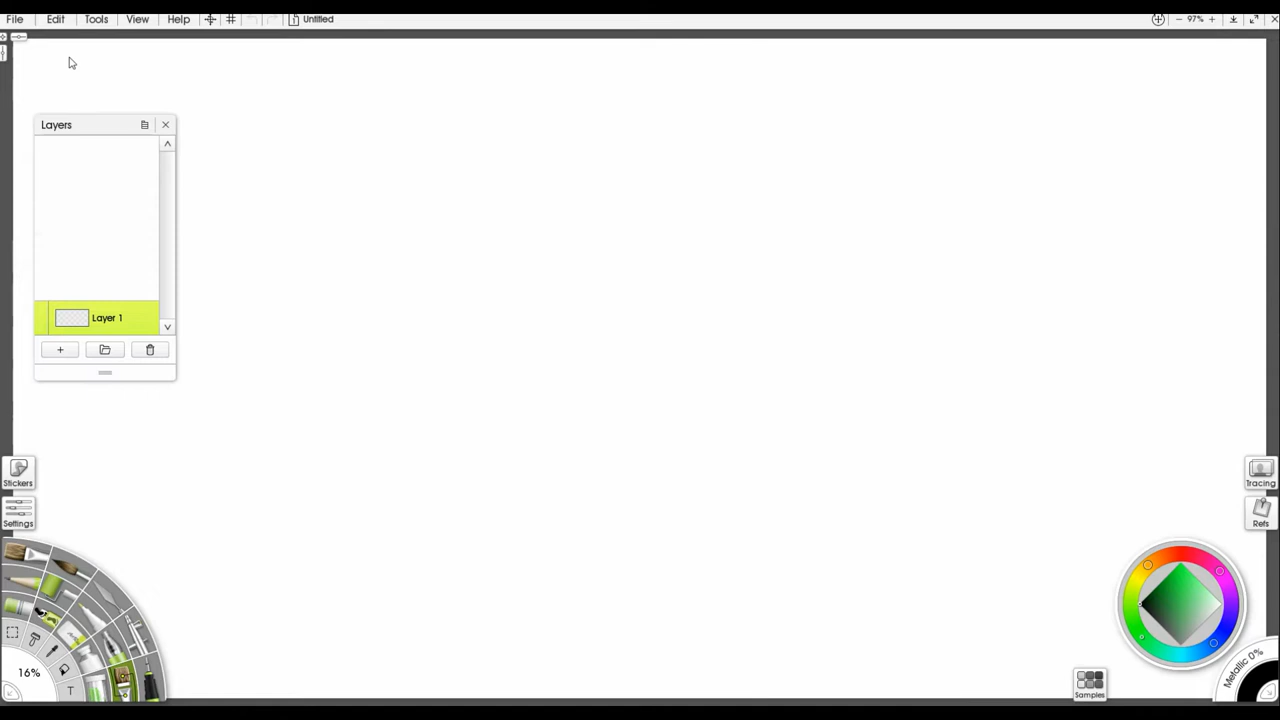 File Edit Tools View Help Untitled 97%
Layers
Layer 1
Stickers
Settings
Tracing
Refs
16%
Samples
Metallic 0%
T